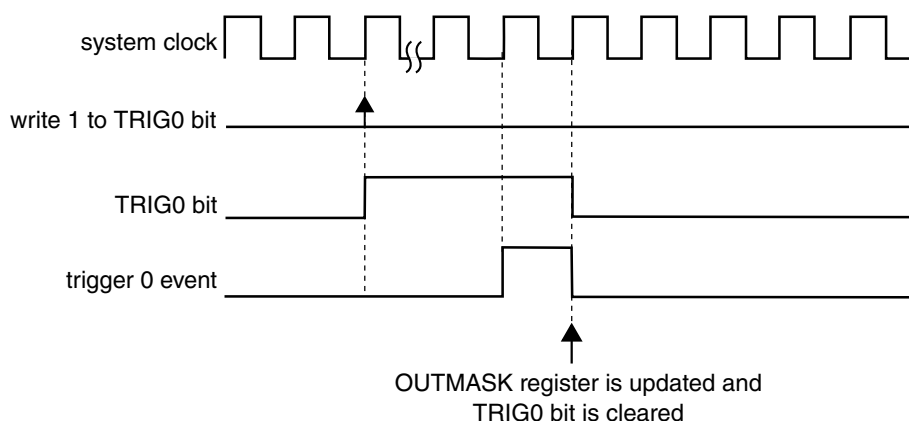 system clock
write 1 to TRIG0 bit
TRIG0 bit
trigger 0 event
OUTMASK register is updated and
TRIG0 bit is cleared